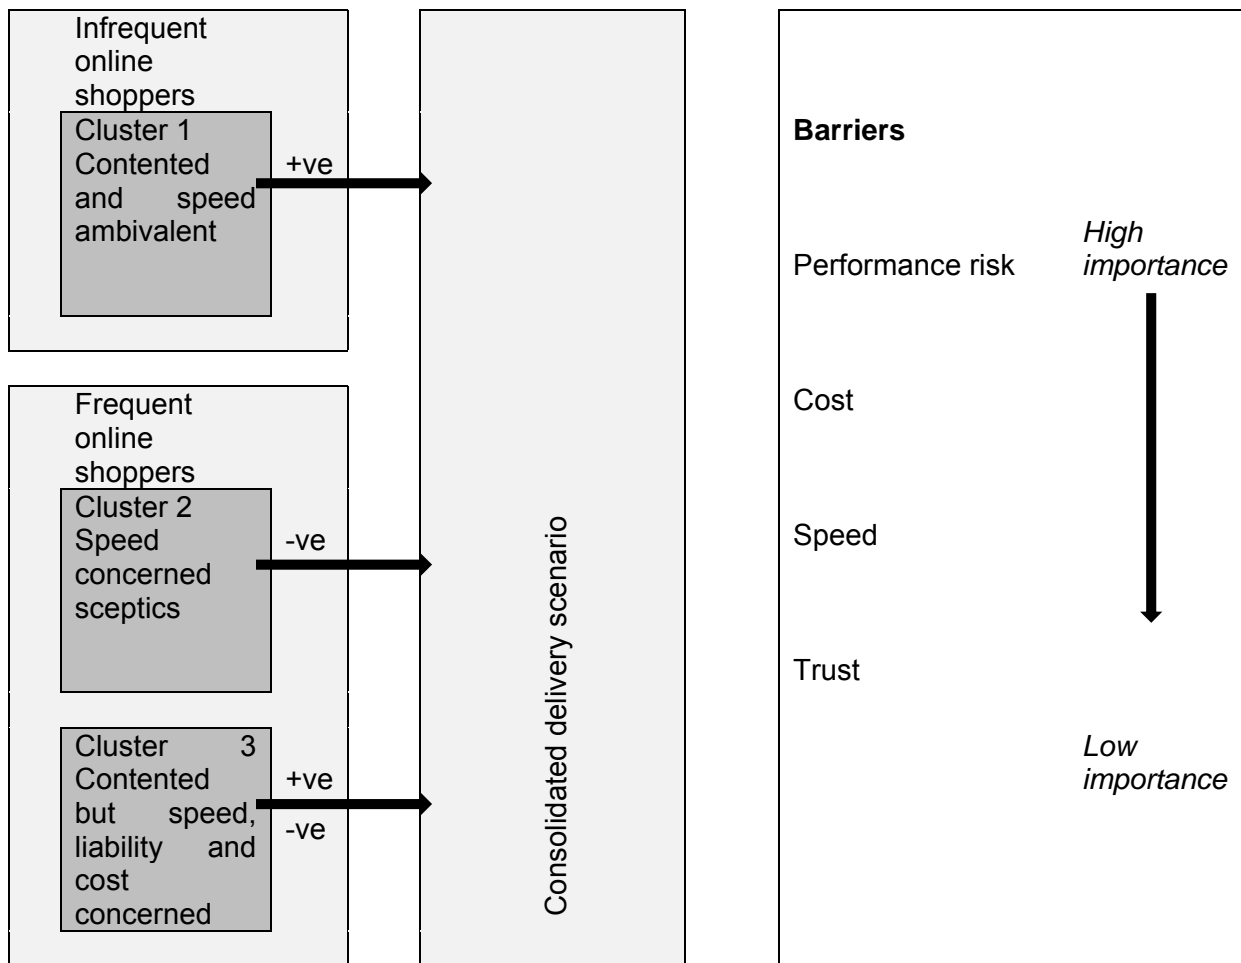 Infrequent
online
shoppers
Cluster 1
Contented
and speed
ambivalent
+ve
Frequent
online
shoppers
Cluster 2
Speed
concerned
sceptics
-ve
Cluster 3
Contented
but speed,
liability and
cost
concerned
+ve
-ve
Consolidated delivery scenario
Barriers
Performance risk
High
importance
Cost
Speed
Trust
Low
importance